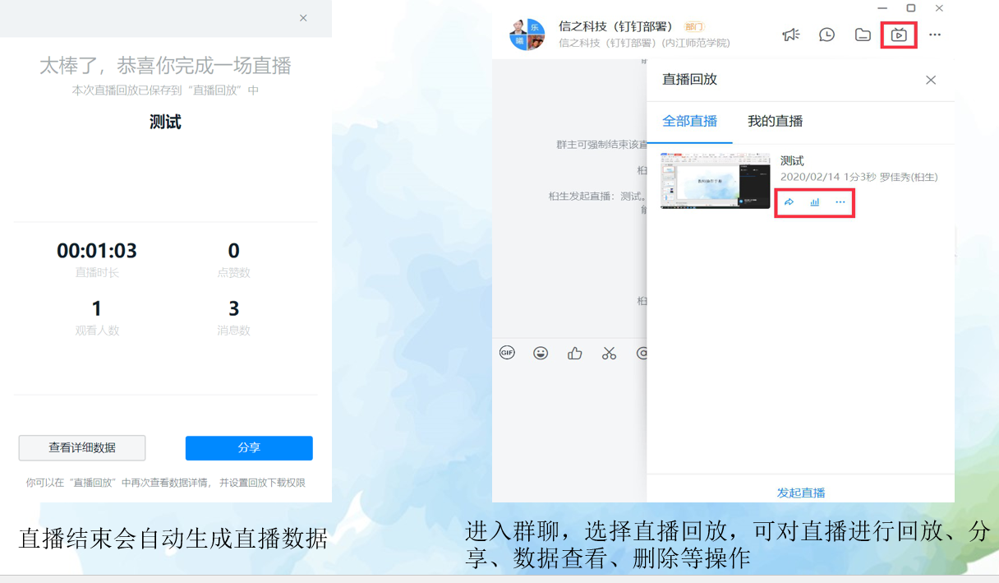 太棒了，恭喜你完成一场直播
本次直播回放已保存到“直播回放”中
测试
00:01:03
直播时长
0
点赞数
1
观看人数
3
消息数
查看详细数据
分享
你可以在“直播回放”中再次查看数据详情， 并设置回放下载权限
直播结束会自动生成直播数据
乐
曦
信之科技（钉钉部署）
部门
信之科技（钉钉部署）(内江师范学院)
群主可强制结束该直
柏生发起直播：测试。
GIF
直播回放
全部直播
我的直播
测试
2020/02/14 1分3秒 罗佳秀(柏生)
发起直播
进入群聊，选择直播回放，可对直播进行回放、分
享、数据查看、删除等操作